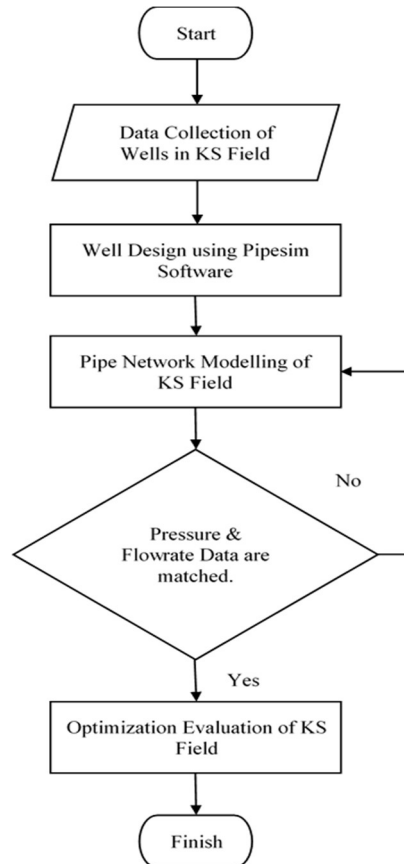 Start
Data Collection of
Wells in KS Field
Well Design using Pipesim
Software
Pipe Network Modelling of
KS Field
No
Pressure &
Flowrate Data are
matched.
Yes
Optimization Evaluation of KS
Field
Finish